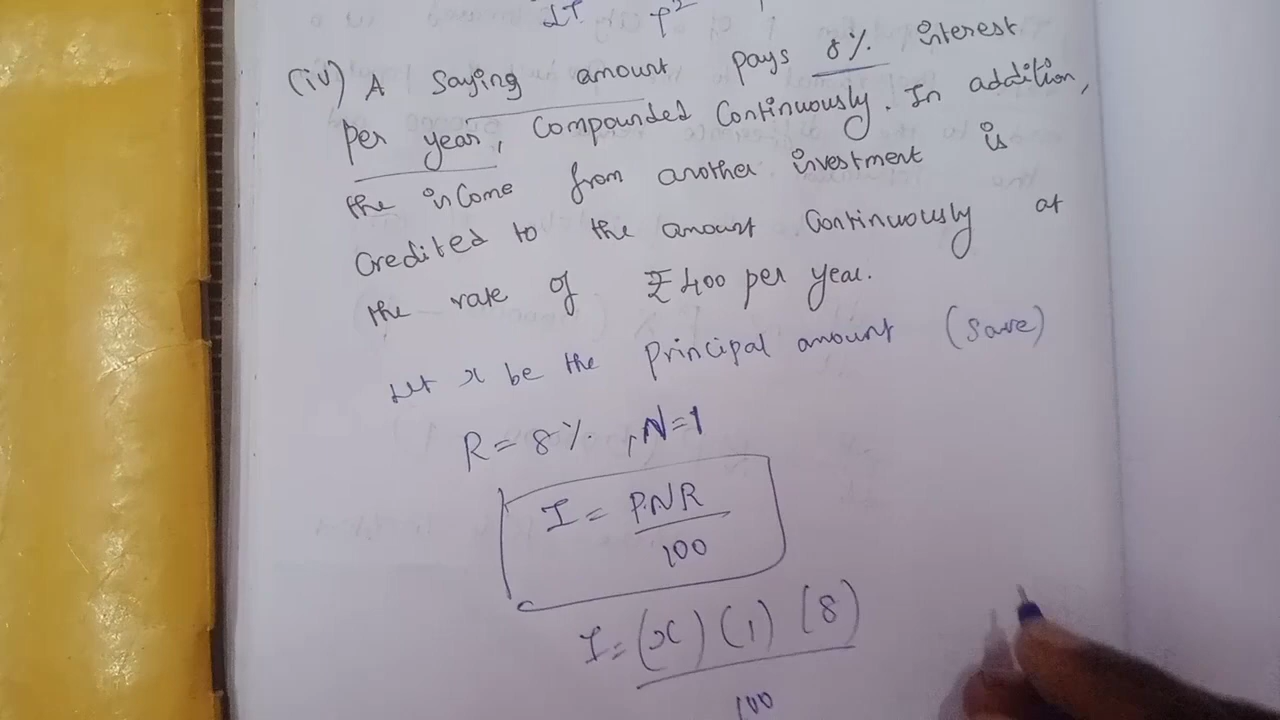 (iv) A saying amount pays 8% interest
per year, compounded continuously. In addition,
the income from another investment is
credited to the amount continuously at
the rate of ₹400 per year.
Let x be the principal amount (save)
R = 8% , N=1
I = PNR
100
I = (x) (1) (8)
100